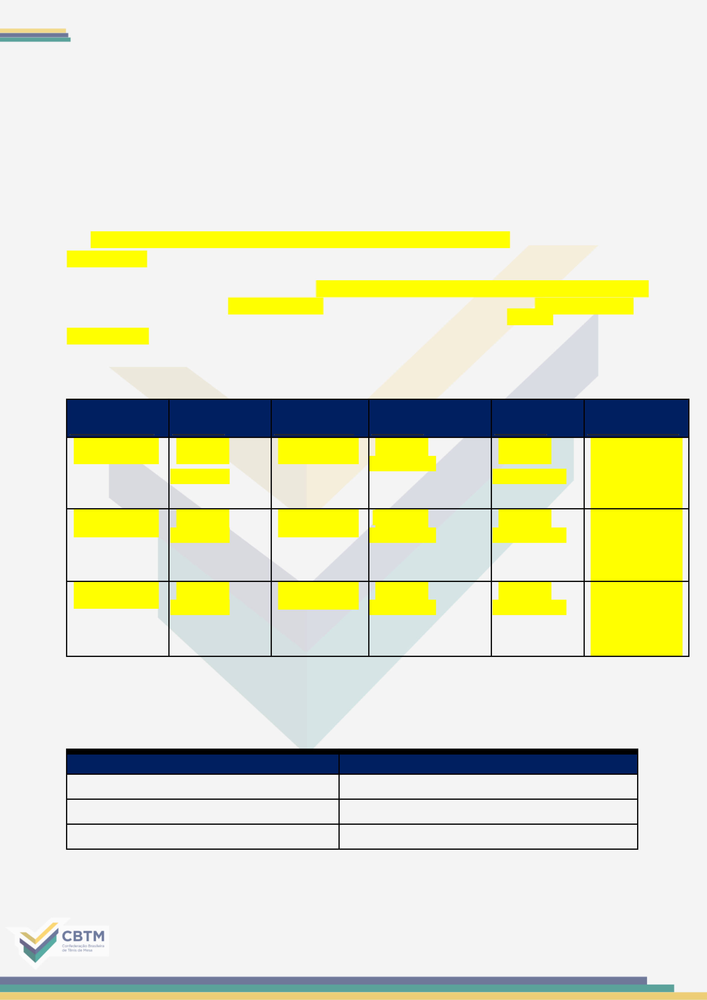 CBTM
Confederação Brasileira
de Tênis de Mesa